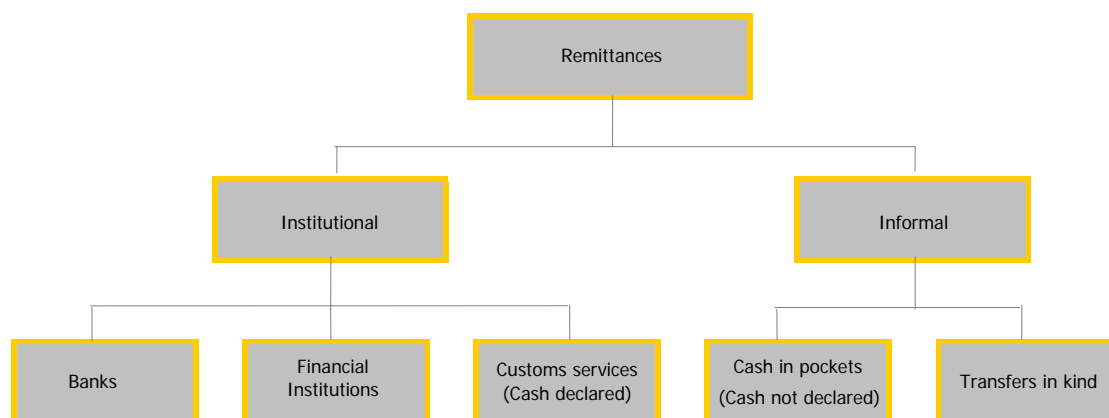 Remittances
Institutional
Informal
Banks
Financial
Institutions
Customs services
(Cash declared)
Cash in pockets
(Cash not declared)
Transfers in kind